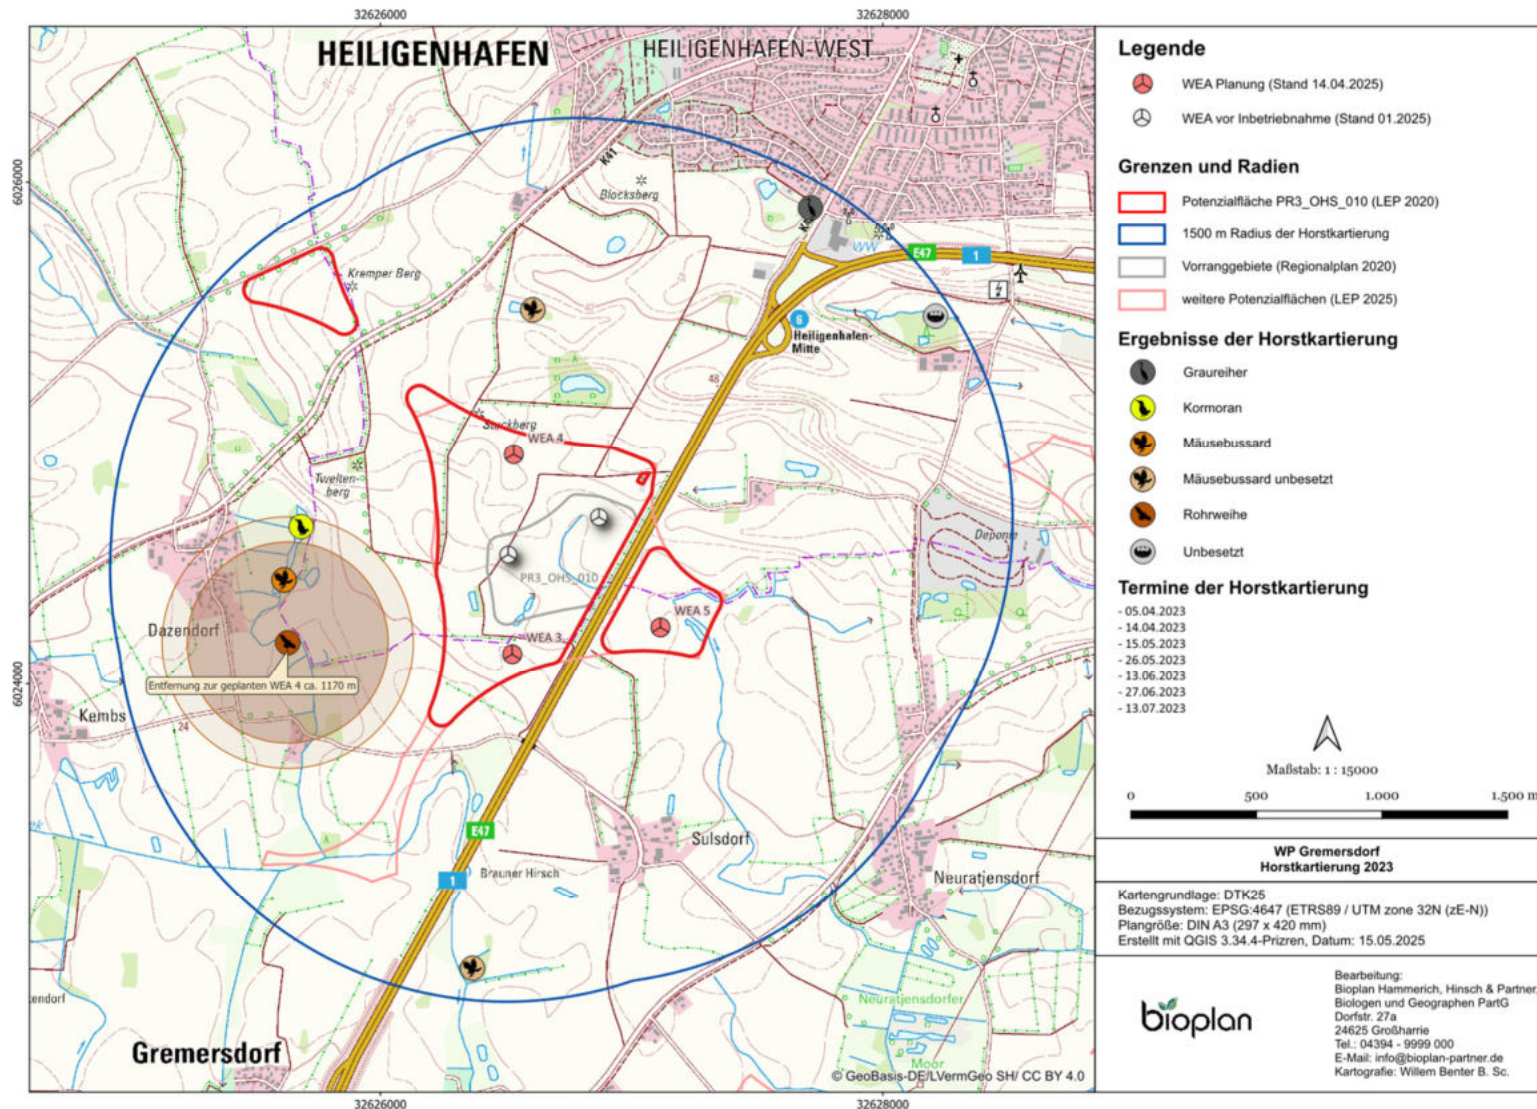 32626000
32628000
HEILIGENHAFEN
HEILIGENHAFEN-WEST
6026000
K41
Blocksberg
WW
E47
1
Kremper Berg
6
Heiligenhafen-
Mitte
48
Stuckberg
WEA 4
Twelten-
berg
Deponie
PR3_OHS_010
WEA 5
Dazendorf
WEA 3
Entfernung zur geplanten WEA 4 ca. 1170 m
6024000
Kembs
24
E47
Sulsdorf
1
Brauner Hirsch
Neuratjensdorf
Neuratjensdorfer
Moor
Gremersdorf
© GeoBasis-DE/LVermGeo SH/ CC BY 4.0
32626000
32628000
Legende
WEA Planung (Stand 14.04.2025)
WEA vor Inbetriebnahme (Stand 01.2025)
Grenzen und Radien
Potenzialfläche PR3_OHS_010 (LEP 2020)
1500 m Radius der Horstkartierung
Vorranggebiete (Regionalplan 2020)
weitere Potenzialflächen (LEP 2025)
Ergebnisse der Horstkartierung
Graureiher
Kormoran
Mäusebussard
Mäusebussard unbesetzt
Rohrweihe
Unbesetzt
Termine der Horstkartierung
- 05.04.2023
- 14.04.2023
- 15.05.2023
- 26.05.2023
- 13.06.2023
- 27.06.2023
- 13.07.2023
Maßstab: 1 : 15000
0 500 1.000 1.500 m
WP Gremersdorf
Horstkartierung 2023
Kartengrundlage: DTK25
Bezugssystem: EPSG:4647 (ETRS89 / UTM zone 32N (zE-N))
Plangröße: DIN A3 (297 x 420 mm)
Erstellt mit QGIS 3.34.4-Prizren, Datum: 15.05.2025
bioplan
Bearbeitung:
Bioplan Hammerich, Hinsch & Partner,
Biologen und Geographen PartG
Dorfstr. 27a
24625 Großharrie
Tel.: 04394 - 9999 000
E-Mail: info@bioplan-partner.de
Kartografie: Willem Benter B. Sc.